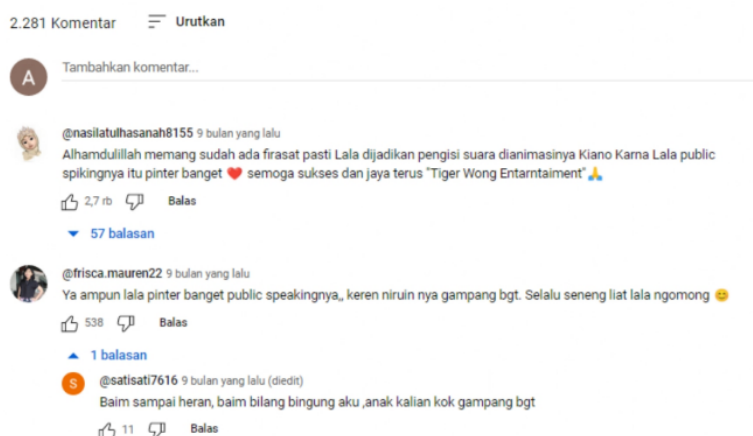 2.281 Komentar Urutkan
A
Tambahkan komentar...
@nasilatulhasanah8155 9 bulan yang lalu
Alhamdulillah memang sudah ada firasat pasti Lala dijadikan pengisi suara dianimasinya Kiano Karna Lala public
spikingnya itu pinter banget ❤️ semoga sukses dan jaya terus "Tiger Wong Entarntaiment"🙏
2,7 rb Balas
57 balasan
@frisca.mauren22 9 bulan yang lalu
Ya ampun lala pinter banget public speakingnya,, keren niruin nya gampang bgt. Selalu seneng liat lala ngomong 😊
538 Balas
1 balasan
S
@satisati7616 9 bulan yang lalu (diedit)
Baim sampai heran, baim bilang bingung aku ,anak kalian kok gampang bgt
11 Balas